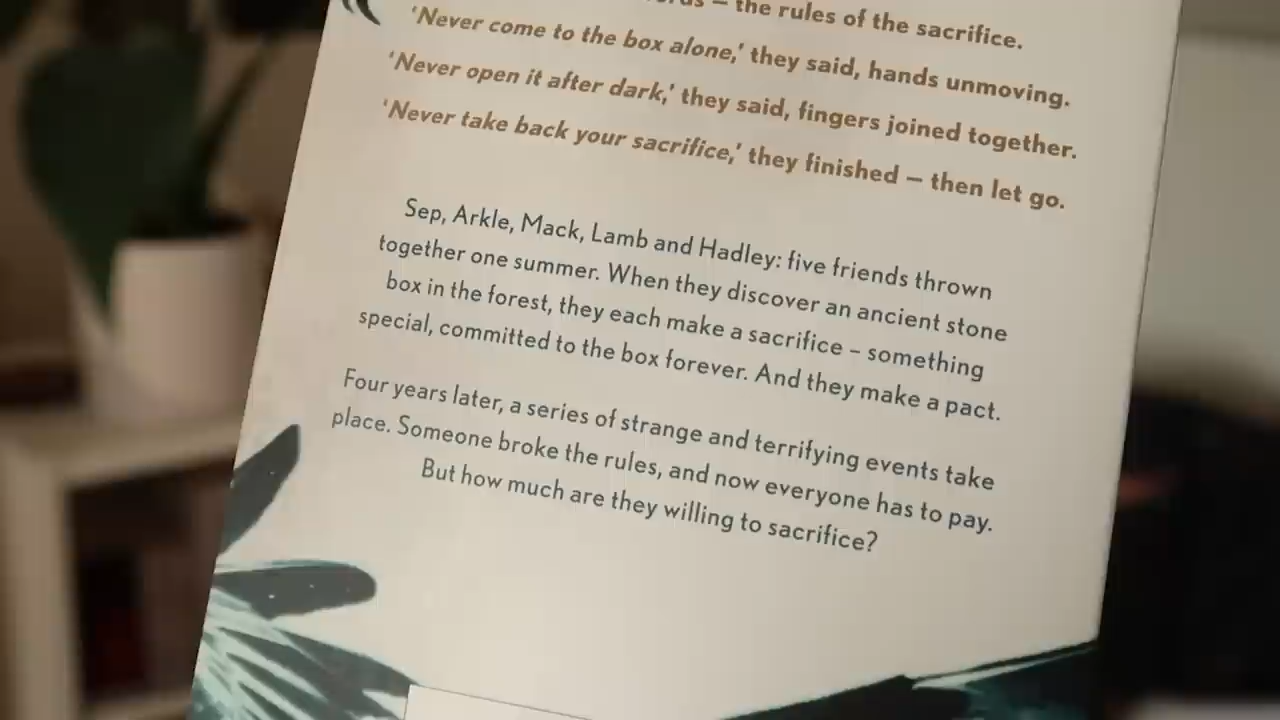 – the rules of the sacrifice.
‘Never come to the box alone,’ they said, hands unmoving.
‘Never open it after dark,’ they said, fingers joined together.
‘Never take back your sacrifice,’ they finished – then let go.
Sep, Arkle, Mack, Lamb and Hadley: five friends thrown
together one summer. When they discover an ancient stone
box in the forest, they each make a sacrifice – something
special, committed to the box forever. And they make a pact.
Four years later, a series of strange and terrifying events take
place. Someone broke the rules, and now everyone has to pay.
But how much are they willing to sacrifice?